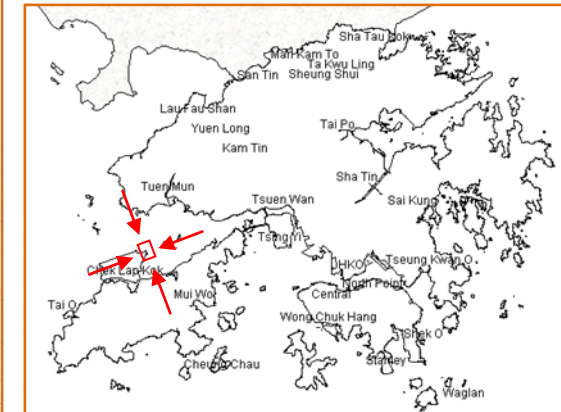 Sha Tau Kok
Man Kam To
Ta Kwu Ling
San Tin
Sheung Shui
Lau Fau Shan
Yuen Long
Tai Po
Kam Tin
Sha Tin
Tuen Mun
Tsuen Wan
Sai Kung
Tsing Yi
HKO
Tseung Kwan O
Chek Lap Kok
North Point
Mui Wo
Central
Tai O
Wong Chuk Hang
Shek O
Cheung Chau
Stanley
Waglan